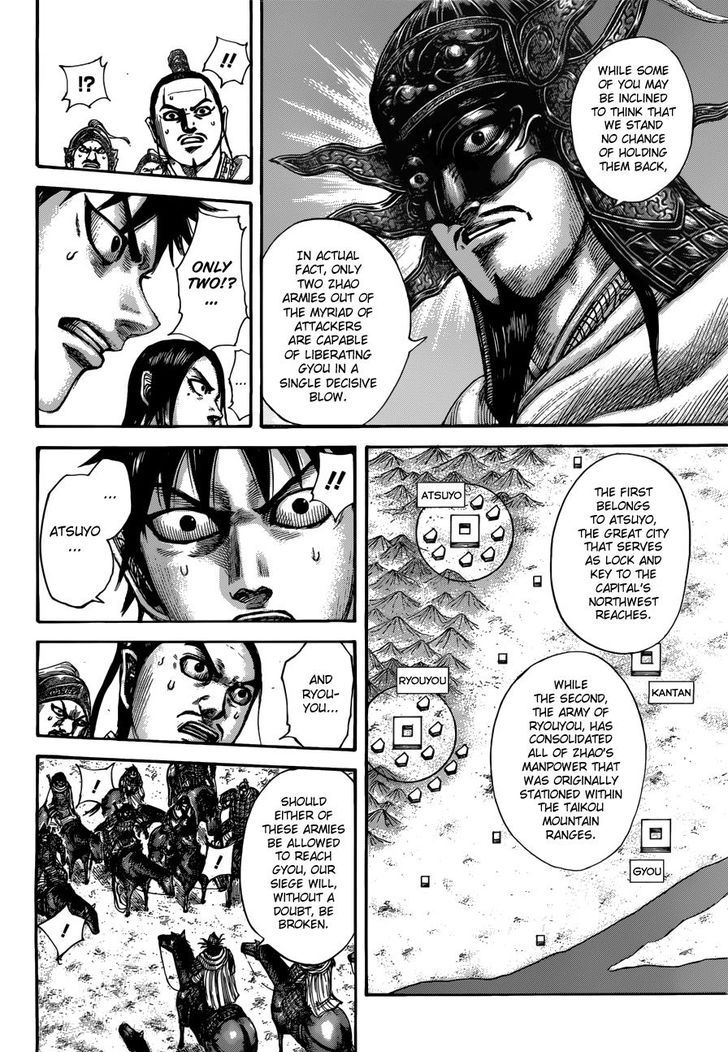 WHILE SOME
OF YOU MAY
BE INCLINED
TO THINK THAT
WE STAND
NO CHANCE
OF HOLDING
THEM BACK,
IN ACTUAL
FACT, ONLY
TWO ZHAO
ARMIES OUT OF
THE MYRIAD OF
ATTACKERS
ARE CAPABLE
OF LIBERATING
GYOU IN A
SINGLE DECISIVE
BLOW.
!!
!?
ONLY
TWO!?
...
...
THE FIRST
BELONGS
TO ATSUYO,
THE GREAT CITY
THAT SERVES
AS LOCK AND
KEY TO THE
CAPITAL'S
NORTHWEST
REACHES.
ATSUYO
KANTAN
RYOUYOU
WHILE
THE SECOND,
THE ARMY OF
RYOUYOU, HAS
CONSOLIDATED
ALL OF ZHAO'S
MANPOWER THAT
WAS ORIGINALLY
STATIONED WITHIN
THE TAIKOU
MOUNTAIN
RANGES.
GYOU
!!
...
ATSUYO
...
AND
RYOU-
YOU...
SHOULD
EITHER OF
THESE ARMIES
BE ALLOWED
TO REACH
GYOU, OUR
SIEGE WILL,
WITHOUT A
DOUBT, BE
BROKEN.
!
!
!
!